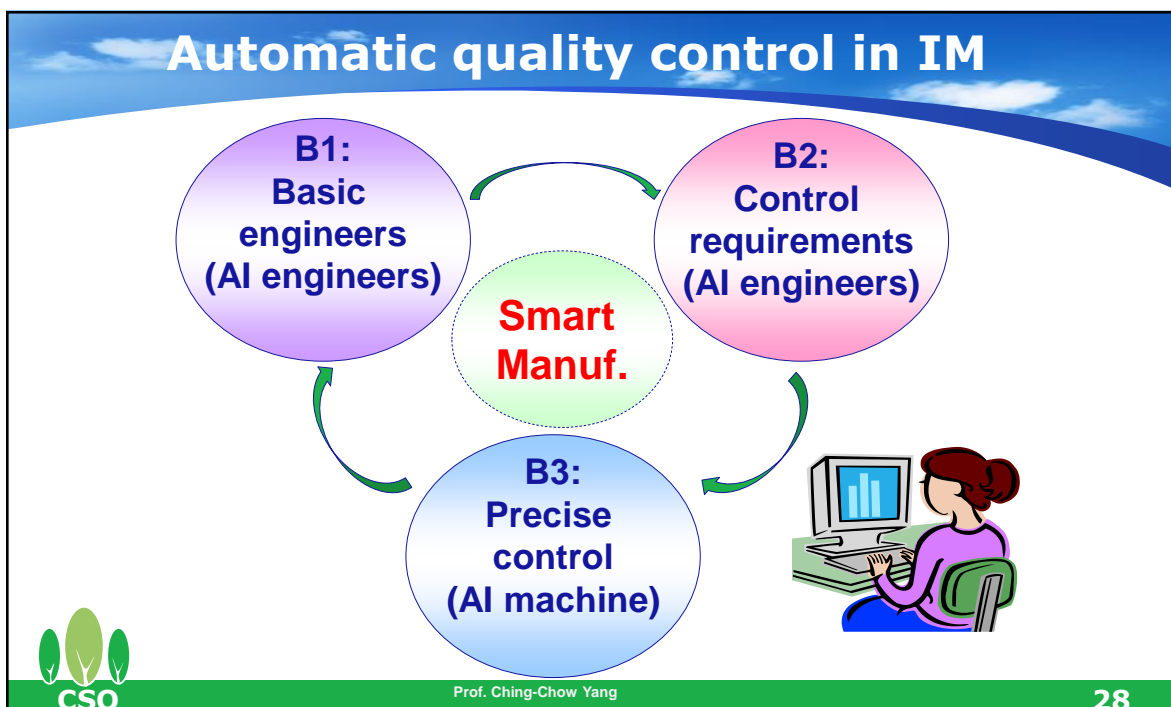 Automatic quality control in IM
B1:
Basic
engineers
(AI engineers)
B2:
Control
requirements
(AI engineers)
Smart
Manuf.
B3:
Precise
control
(AI machine)
CSQ
Prof. Ching-Chow Yang
28